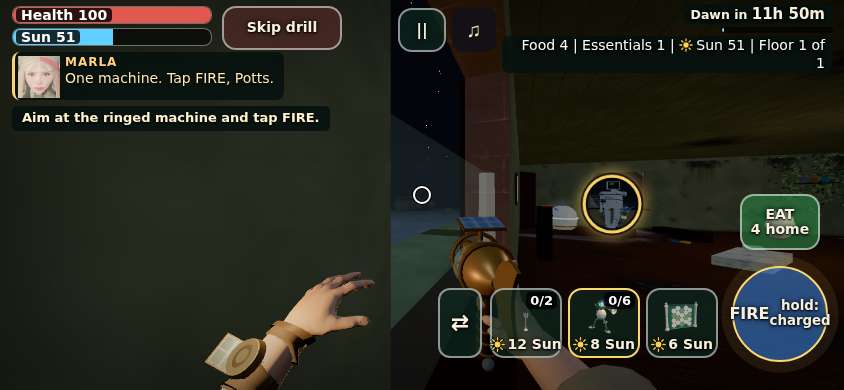 Health 100
Sun 51
Skip drill
MARLA
One machine. Tap FIRE, Potts.
Aim at the ringed machine and tap FIRE.
Dawn in 11h 50m
Food 4 | Essentials 1 | ☀ Sun 51 | Floor 1 of
1
EAT
4 home
0/2
☀12 Sun
0/6
☀8 Sun
☀6 Sun
FIRE
hold:
charged